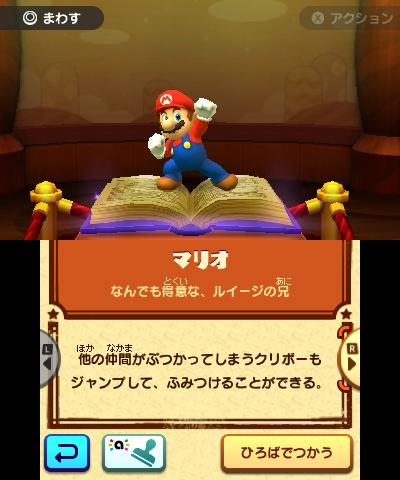 ◎ まわす
Ⓧ アクション
マリオ
とくい あに
なんでも得意な、ルイージの兄
L
R
ほか なかま
他の仲間がぶつかってしまうクリボーも
ジャンプして、ふみつけることができる。
a
ひろばでつかう